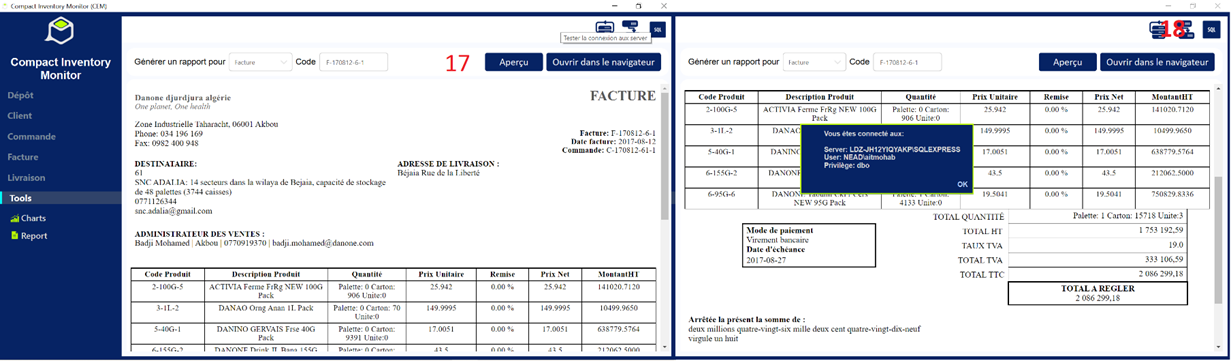 Compact Inventory Monitor (CEM)
Compact Inventory
Monitor
Dépôt
Client
Commande
Facture
Livraison
Tools
Charts
Report
SQL
Tester la connexion aux server
Générer un rapport pour Facture Code F-170812-6-1 17 Aperçu Ouvrir dans le navigateur
Danone djurdjura algérie
One planet, One health
FACTURE
Zone Industrielle Taharacht, 06001 Akbou
Phone: 034 196 169
Fax: 0982 400 948
Facture: F-170812-6-1
Date facture: 2017-08-12
Commande: C-170812-61-1
DESTINATAIRE:
61
SNC ADALIA: 14 secteurs dans la wilaya de Bejaia, capacité de stockage
de 48 palettes (3744 caisses)
0771126344
snc.adalia@gmail.com
ADRESSE DE LIVRAISON :
Béjaia Rue de la Liberté
ADMINISTRATEUR DES VENTES :
Badji Mohamed | Akbou | 0770919370 | badji.mohamed@danone.com
Code Produit Description Produit Quantité Prix Unitaire Remise Prix Net MontantHT
2-100G-5 ACTIVIA Ferme FrRg NEW 100G Palette: 0 Carton: 25.942 0.00 % 25.942 141020.7120
Pack 906 Unite:0
3-1L-2 DANAO Orng Anan 1L Pack Palette: 0 Carton: 70 149.9995 0.00 % 149.9995 10499.9650
Unite:0
5-40G-1 DANINO GERVAIS Frse 40G Palette: 0 Carton: 17.0051 0.00 % 17.0051 638779.5764
Pack 9391 Unite:0
6-155G-2 DANONE Drink JL Bana 155G Palette: 0 Carton: 43.5 0.00 % 43.5 212062.5000
18
SQL
Générer un rapport pour Facture Code F-170812-6-1 Aperçu Ouvrir dans le navigateur
Code Produit Description Produit Quantité Prix Unitaire Remise Prix Net MontantHT
2-100G-5 ACTIVIA Ferme FrRg NEW 100G Palette: 0 Carton: 25.942 0.00 % 25.942 141020.7120
Pack 906 Unite:0
3-1L-2 DANAO 149.9995 0.00 % 149.9995 10499.9650
5-40G-1 DANINO 17.0051 0.00 % 17.0051 638779.5764
6-155G-2 DANONE 43.5 0.00 % 43.5 212062.5000
6-95G-6 DANONE 19.5041 0.00 % 19.5041 750829.8336
NEW 95G Pack 4133 Unite:0
Vous êtes connecté aux:
Server: LDZ-JH12YIQYAKP\SQLEXPRESS
User: NEAD\aitmohab
Privilège: dbo
OK
TOTAL QUANTITÉ Palette: 1 Carton: 15718 Unite:3
TOTAL HT 1 753 192,59
TAUX TVA 19.0
TOTAL TVA 333 106,59
TOTAL TTC 2 086 299,18
Mode de paiement
Virement bancaire
Date d'échéance
2017-08-27
TOTAL A REGLER
2 086 299,18
Arrêtée la présent la somme de :
deux millions quatre-vingt-six mille deux cent quatre-vingt-dix-neuf
virgule un huit